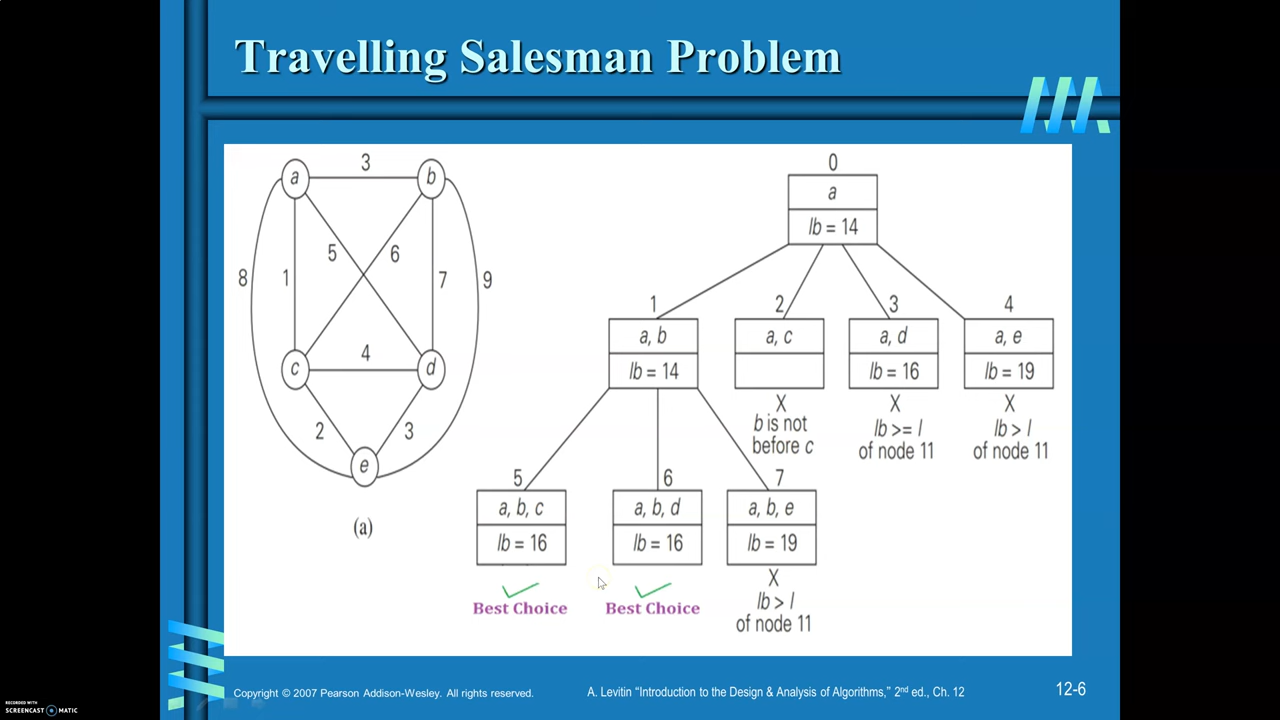 Travelling Salesman Problem
3
a
b
8
1
5
6
7
9
c
4
d
2
3
e
(a)
0
a
lb = 14
1
a, b
lb = 14
2
a, c
X
b is not
before c
3
a, d
lb = 16
X
lb >= l
of node 11
4
a, e
lb = 19
X
lb > l
of node 11
5
a, b, c
lb = 16
Best Choice
6
a, b, d
lb = 16
Best Choice
7
a, b, e
lb = 19
X
lb > l
of node 11
Copyright © 2007 Pearson Addison-Wesley. All rights reserved.
A. Levitin “Introduction to the Design & Analysis of Algorithms,” 2nd ed., Ch. 12
12-6
RECORDED WITH
SCREENCAST MATIC